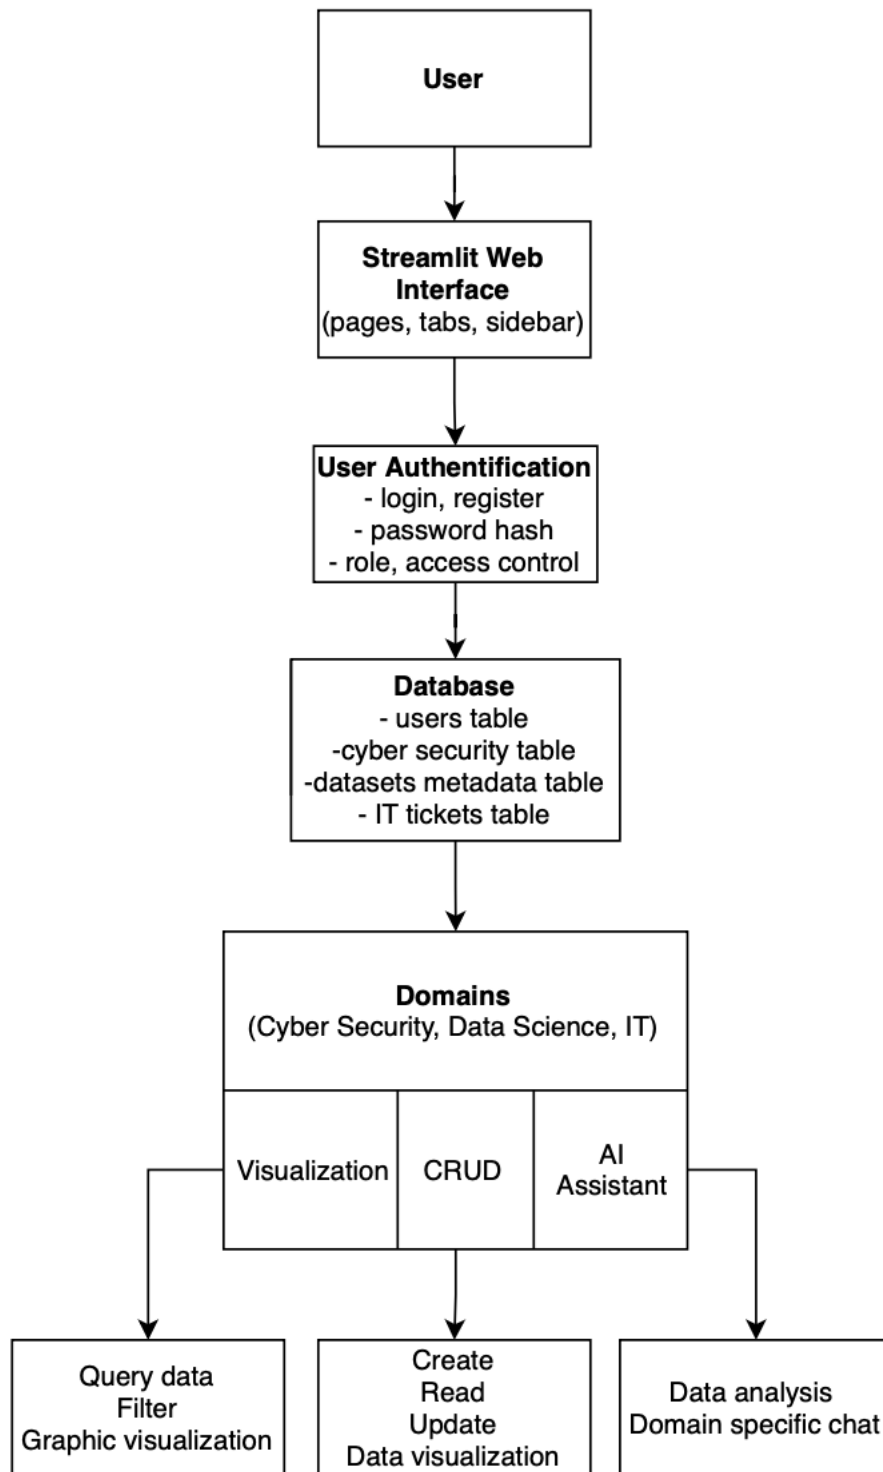 User
Streamlit Web
Interface
(pages, tabs, sidebar)
User Authentification
- login, register
- password hash
- role, access control
Database
- users table
-cyber security table
-datasets metadata table
- IT tickets table
Domains
(Cyber Security, Data Science, IT)
Visualization
CRUD
AI
Assistant
Query data
Filter
Graphic visualization
Create
Read
Update
Data visualization
Data analysis
Domain specific chat